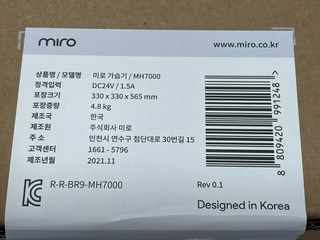 miro
www.miro.co.kr
상품명 / 모델명 미로 가습기 / MH7000
정격입력 DC24V / 1.5A
포장크기 330 x 330 x 565 mm
포장중량 4.8 kg
제조국 한국
제조원 주식회사 미로
주 소 인천시 연수구 첨단대로 30번길 15
고객센터 1661 - 5796
제조년월 2021.11
8 809420 991248 >
R-R-BR9-MH7000
Rev 0.1
Designed in Korea